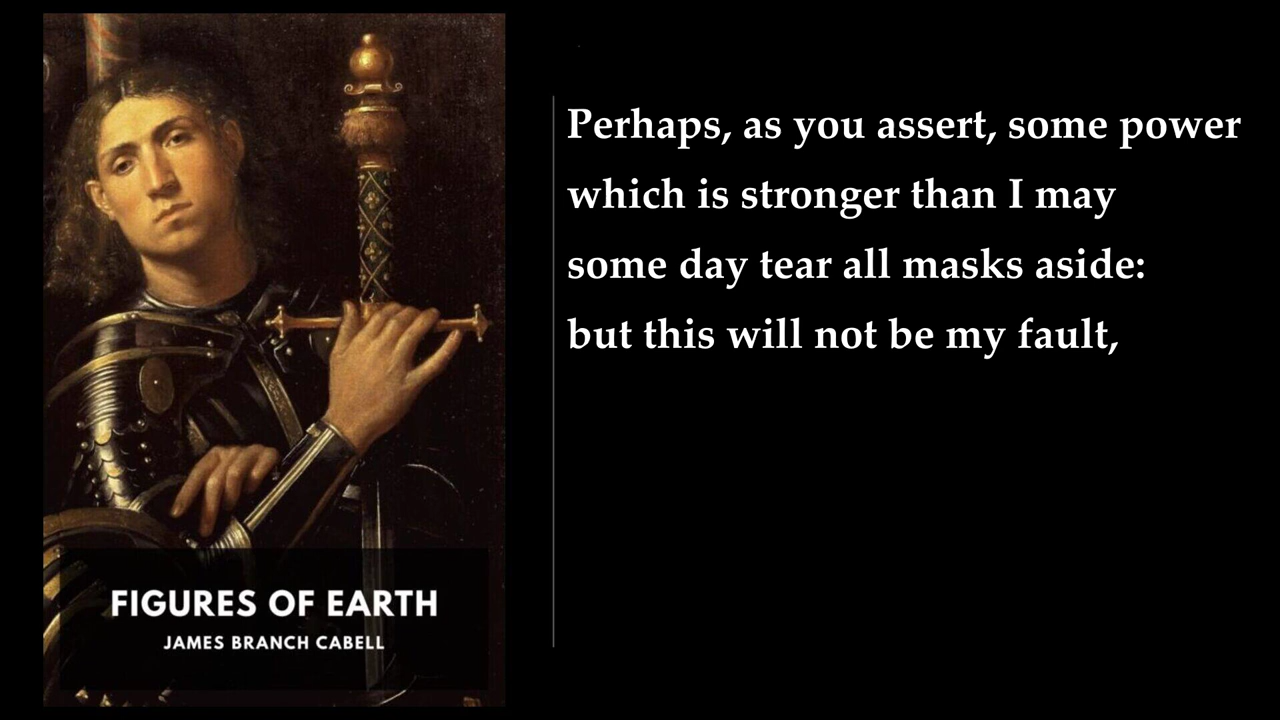 Perhaps, as you assert, some power
which is stronger than I may
some day tear all masks aside:
but this will not be my fault,
FIGURES OF EARTH
JAMES BRANCH CABELL